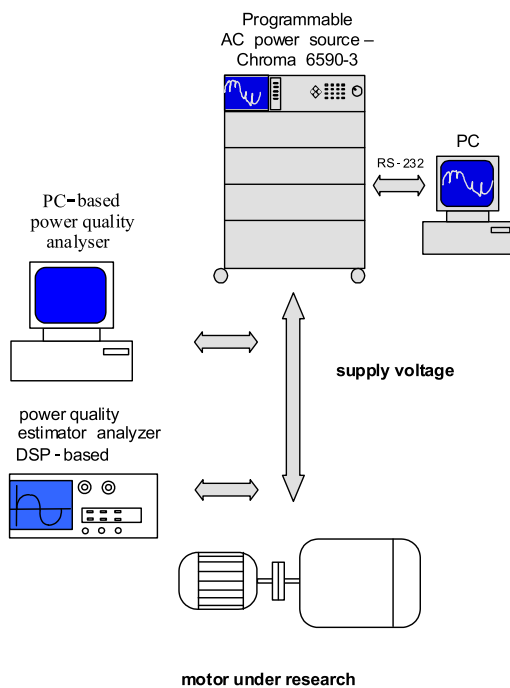 Programmable
AC power source –
Chroma 6590-3
PC
RS-232
PC-based
power quality
analyser
supply voltage
power quality
estimator analyzer
DSP-based
motor under research